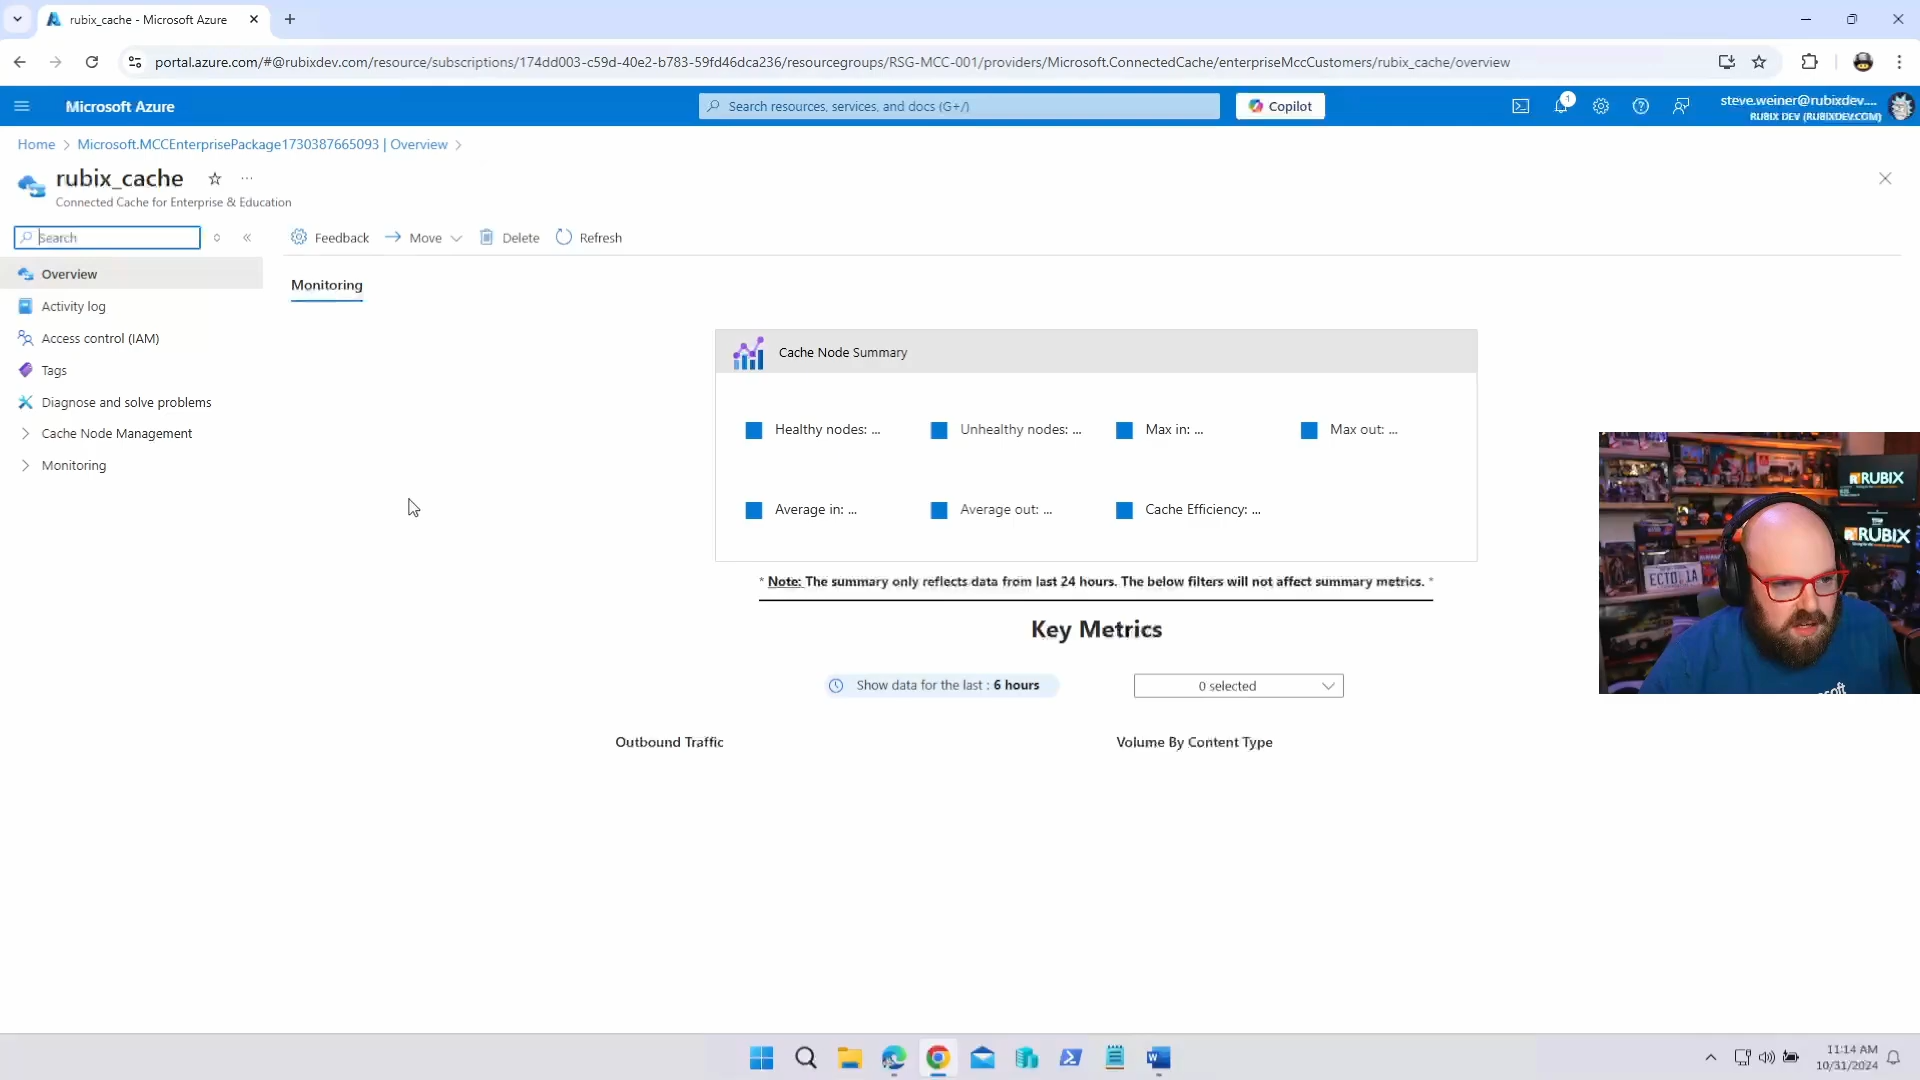 rubix_cache - Microsoft Azure
portal.azure.com/#@rubixdev.com/resource/subscriptions/174dd003-c59d-40e2-b783-59fd46dca236/resourcegroups/RSG-MCC-001/providers/Microsoft.ConnectedCache/enterpriseMccCustomers/rubix_cache/overview
Microsoft Azure
Search resources, services, and docs (G+/)
Copilot
1
steve.weiner@rubixdev....
RUBIX DEV (RUBIXDEV.COM)
Home > Microsoft.MCCEnterprisePackage1730387665093 | Overview >
rubix_cache
Connected Cache for Enterprise & Education
Search
Feedback
Move
Delete
Refresh
Overview
Activity log
Access control (IAM)
Tags
Diagnose and solve problems
Cache Node Management
Monitoring
Monitoring
Cache Node Summary
Healthy nodes: ...
Unhealthy nodes: ...
Max in: ...
Max out: ...
Average in: ...
Average out: ...
Cache Efficiency: ...
* Note: The summary only reflects data from last 24 hours. The below filters will not affect summary metrics. *
Key Metrics
Show data for the last : 6 hours
0 selected
Outbound Traffic
Volume By Content Type
RUBIX
RUBIX
ECTO 1A
11:14 AM
10/31/2024